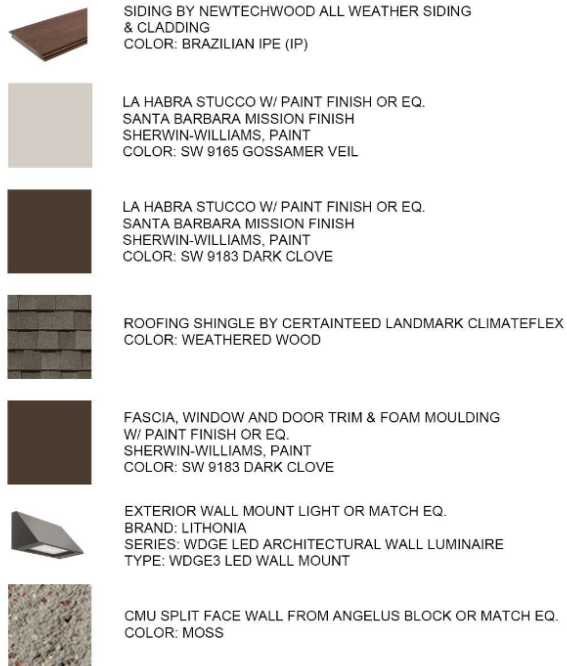 SIDING BY NEWTECHWOOD ALL WEATHER SIDING
& CLADDING
COLOR: BRAZILIAN IPE (IP)
LA HABRA STUCCO W/ PAINT FINISH OR EQ.
SANTA BARBARA MISSION FINISH
SHERWIN-WILLIAMS, PAINT
COLOR: SW 9165 GOSSAMER VEIL
LA HABRA STUCCO W/ PAINT FINISH OR EQ.
SANTA BARBARA MISSION FINISH
SHERWIN-WILLIAMS, PAINT
COLOR: SW 9183 DARK CLOVE
ROOFING SHINGLE BY CERTAINTEED LANDMARK CLIMATEFLEX
COLOR: WEATHERED WOOD
FASCIA, WINDOW AND DOOR TRIM & FOAM MOULDING
W/ PAINT FINISH OR EQ.
SHERWIN-WILLIAMS, PAINT
COLOR: SW 9183 DARK CLOVE
EXTERIOR WALL MOUNT LIGHT OR MATCH EQ.
BRAND: LITHONIA
SERIES: WDGE LED ARCHITECTURAL WALL LUMINAIRE
TYPE: WDGE3 LED WALL MOUNT
CMU SPLIT FACE WALL FROM ANGELUS BLOCK OR MATCH EQ.
COLOR: MOSS